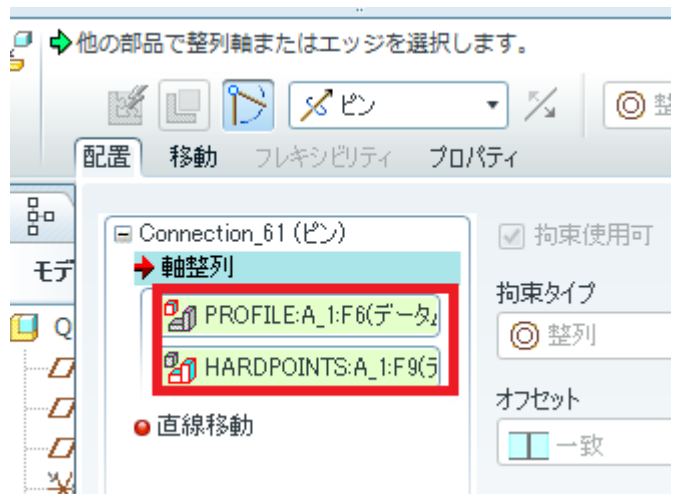 他の部品で整列軸またはエッジを選択します。
ピン
配置 移動 フレキシビリティ プロパティ
Connection_61 (ピン)
拘束使用可
軸整列
モデ
拘束タイプ
PROFILE:A_1:F6(データ
整列
Q
HARDPOINTS:A_1:F9(ラ
オフセット
直線移動
一致